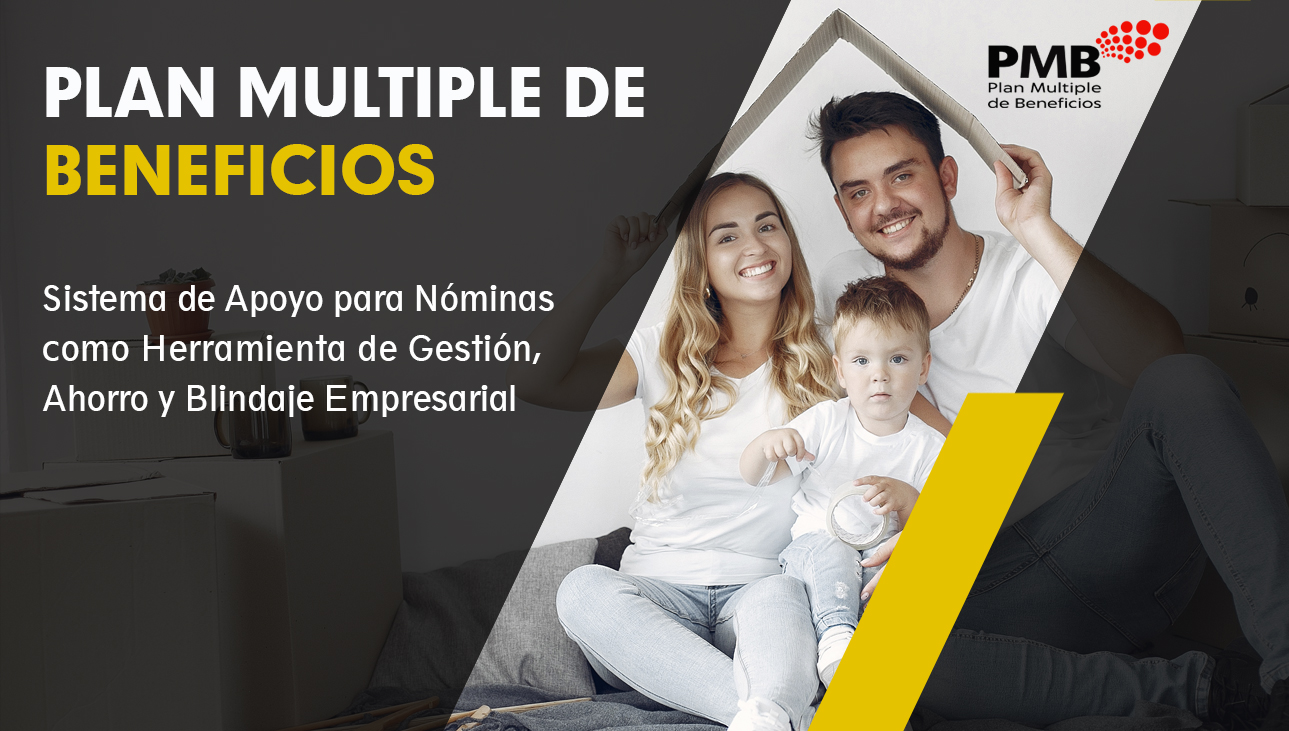 PLAN MULTIPLE DE
BENEFICIOS
Sistema de Apoyo para Nóminas
como Herramienta de Gestión,
Ahorro y Blindaje Empresarial
PMB
Plan Multiple
de Beneficios